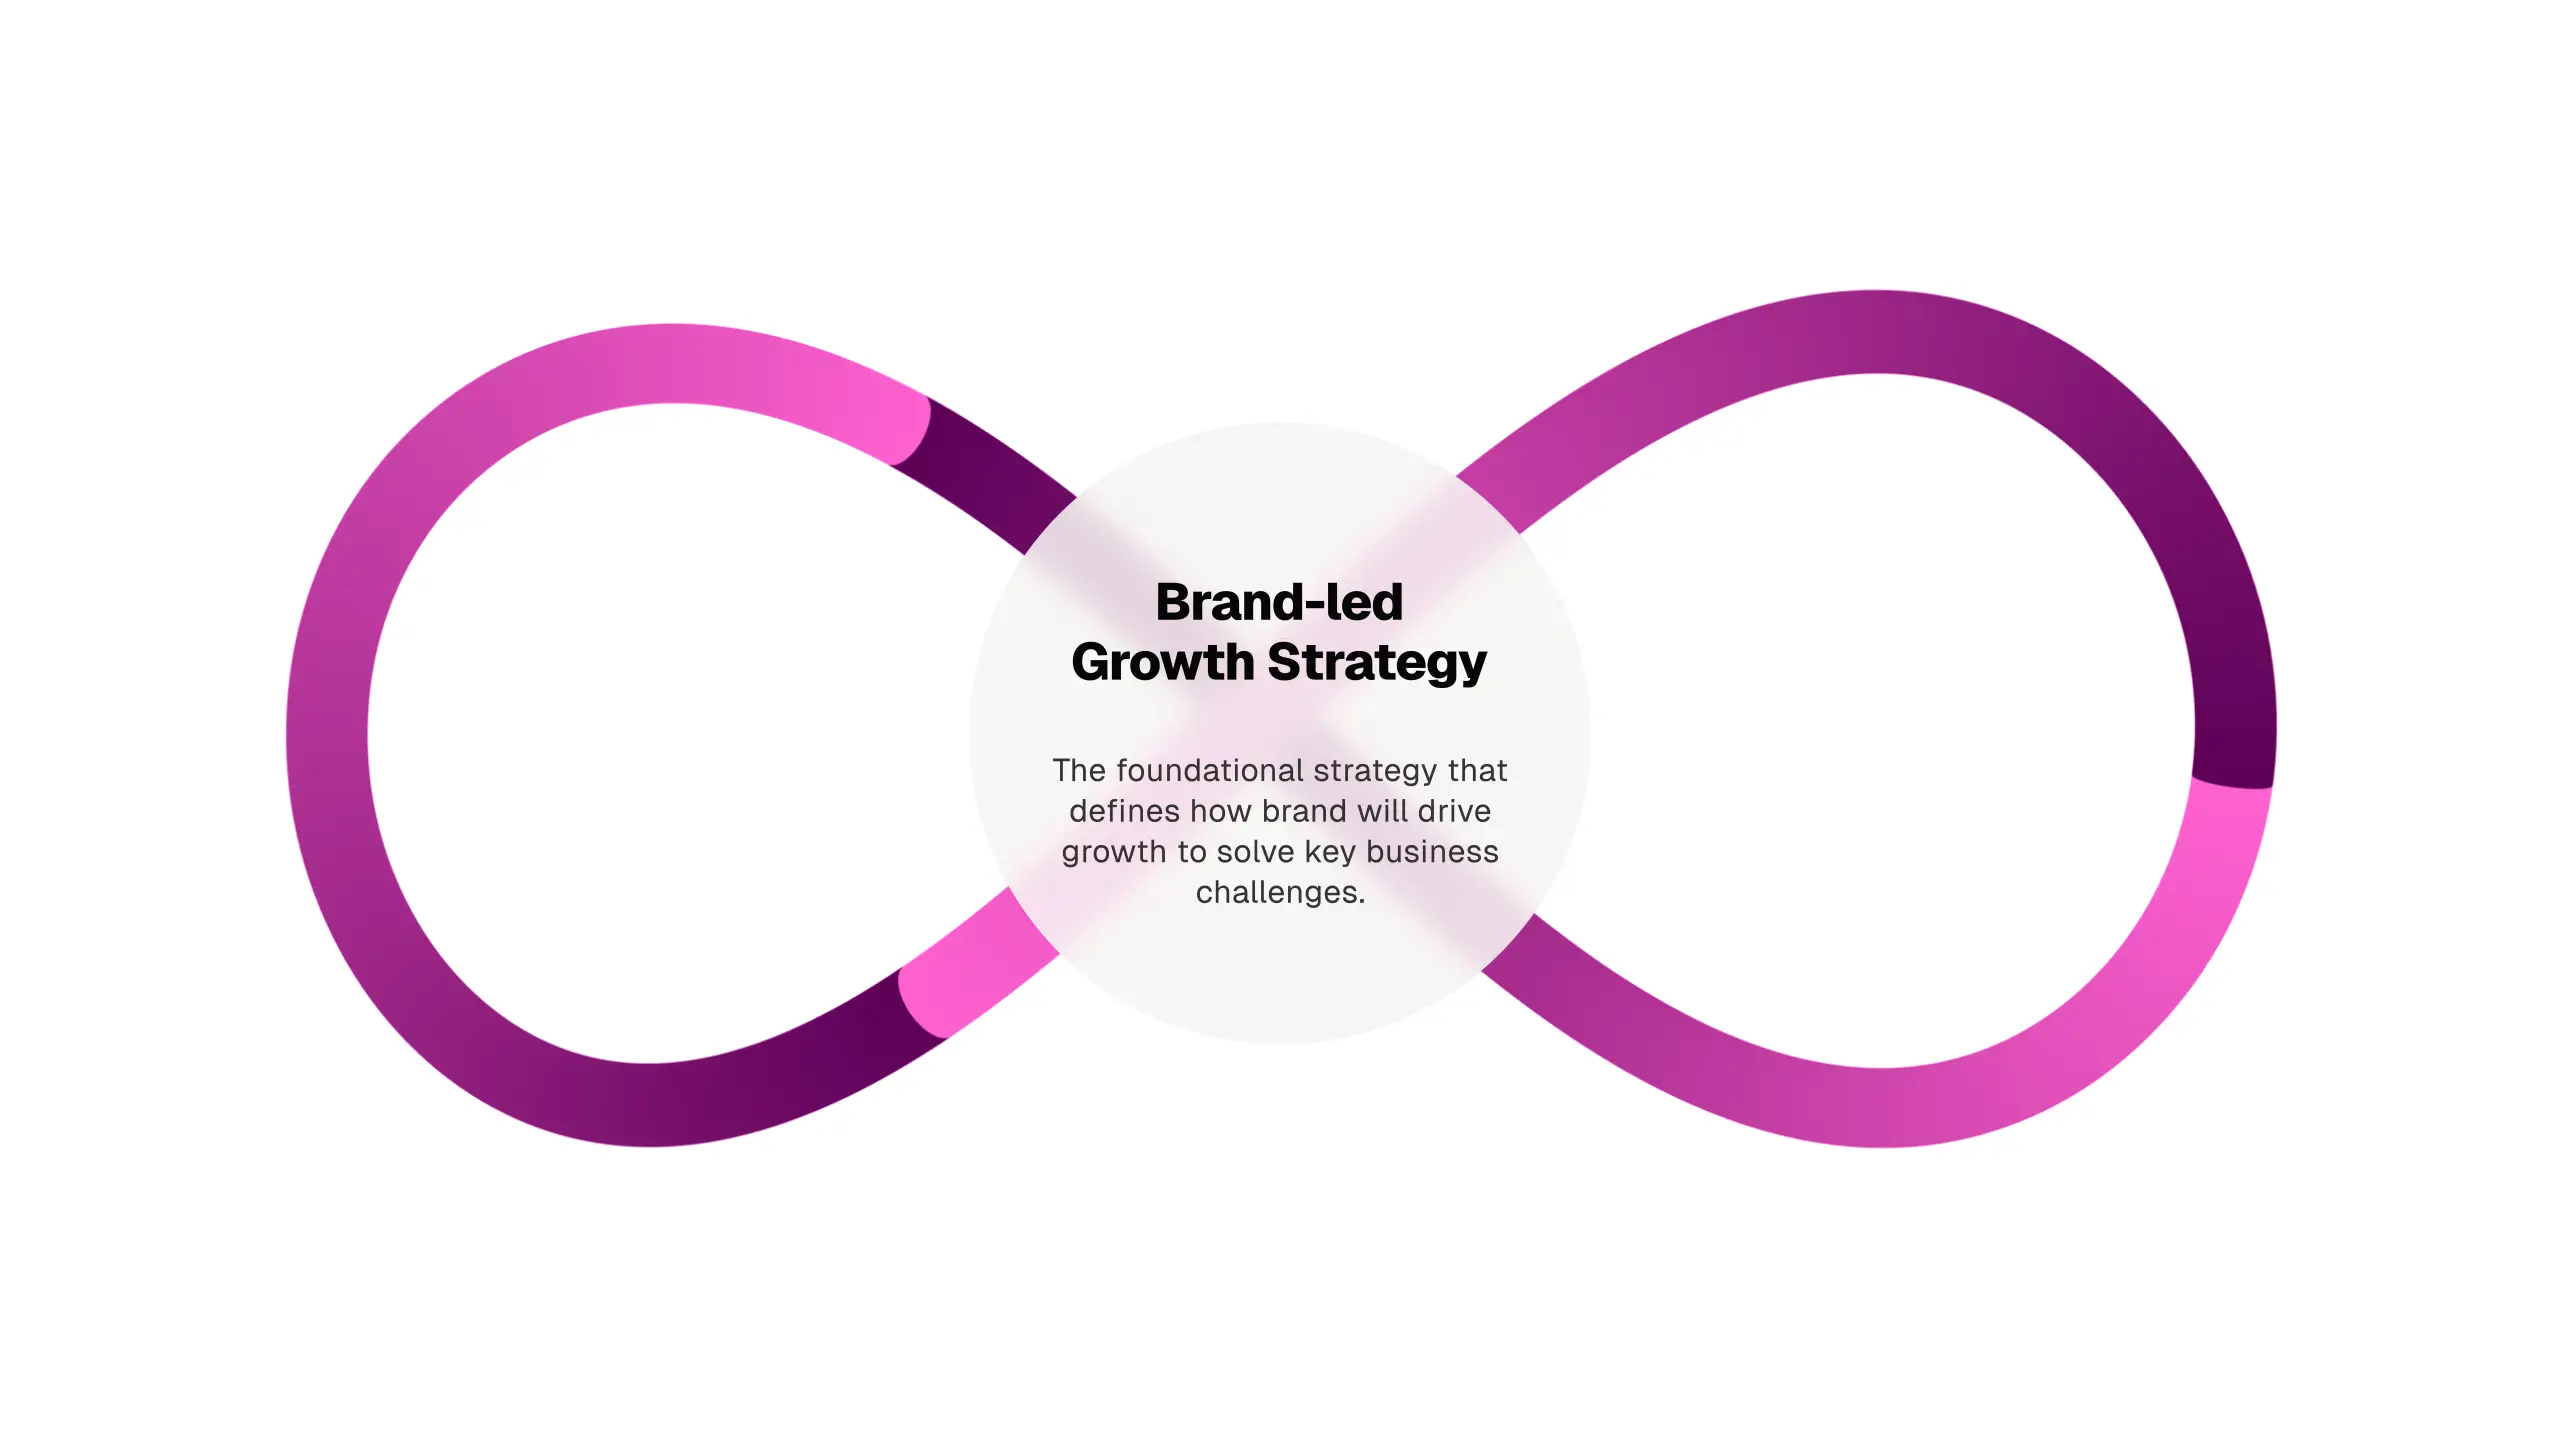 Brand-led
Growth Strategy
The foundational strategy that
defines how brand will drive
growth to solve key business
challenges.